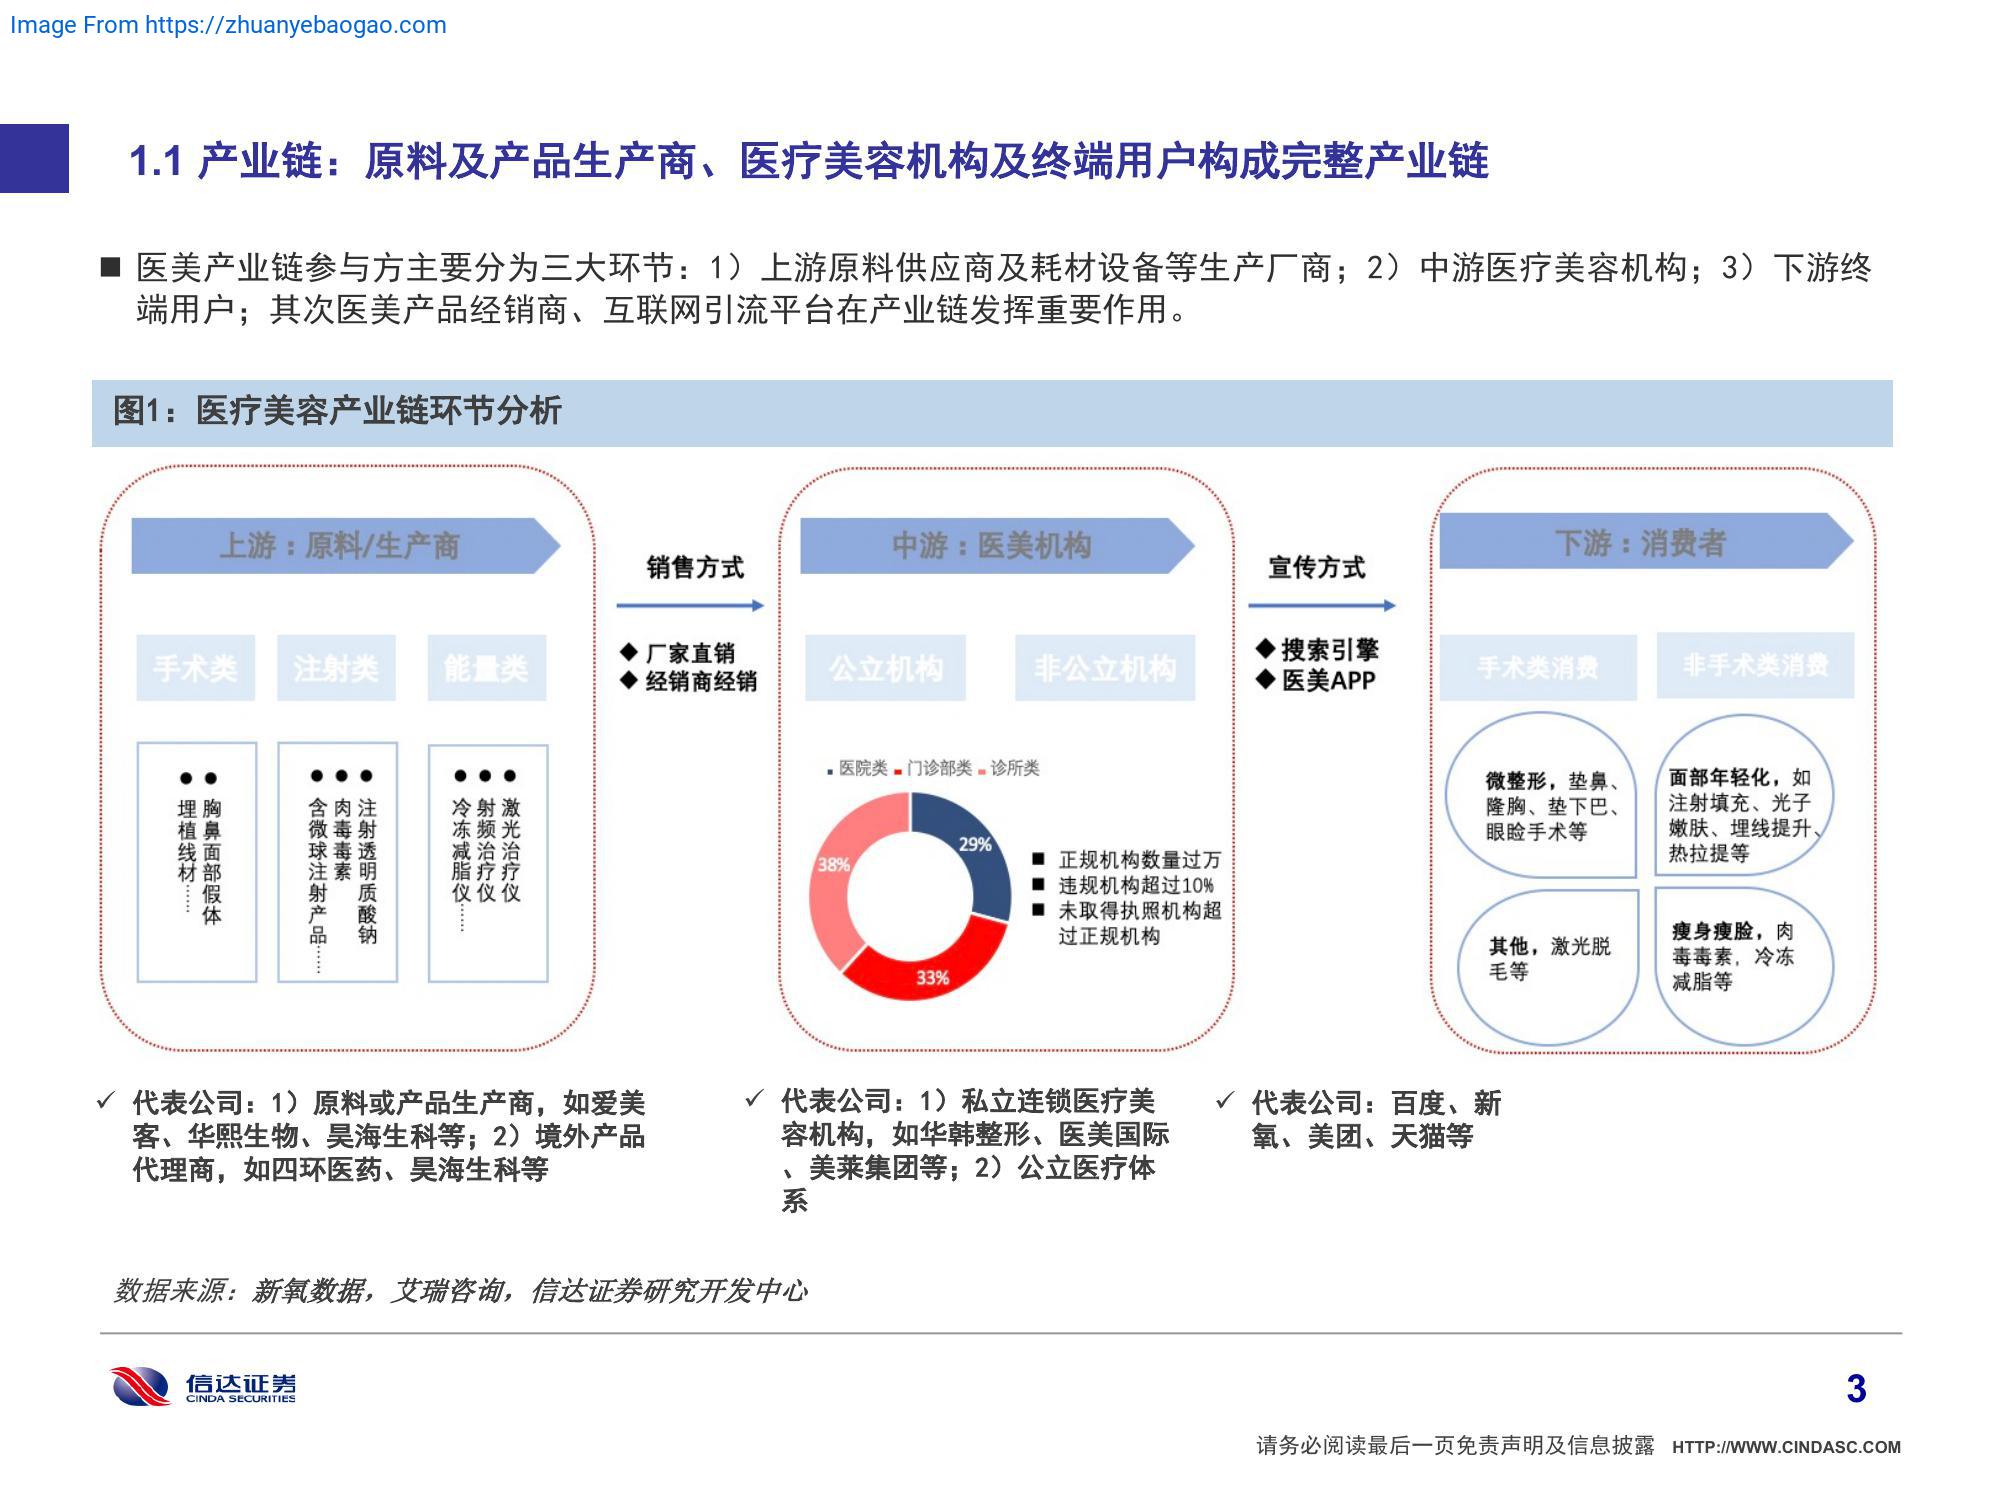 Image From https://zhuanyebaogao.com
1.1 产业链：原料及产品生产商、医疗美容机构及终端用户构成完整产业链
■ 医美产业链参与方主要分为三大环节：1）上游原料供应商及耗材设备等生产厂商；2）中游医疗美容机构；3）下游终
端用户；其次医美产品经销商、互联网引流平台在产业链发挥重要作用。
图1：医疗美容产业链环节分析
上游：原料/生产商
手术类
注射类
能量类
● 胸鼻面部假体
● 埋植线材……
● 注射透明质酸钠
● 肉毒毒素
● 含微球注射产品……
● 激光治疗仪
● 射频治疗仪
● 冷冻减脂仪……
销售方式
◆ 厂家直销
◆ 经销商经销
中游：医美机构
公立机构
非公立机构
医院类 门诊部类 诊所类
29%
38%
33%
■ 正规机构数量过万
■ 违规机构超过10%
■ 未取得执照机构超
过正规机构
宣传方式
◆ 搜索引擎
◆ 医美APP
下游：消费者
手术类消费
非手术类消费
微整形，垫鼻、
隆胸、垫下巴、
眼睑手术等
面部年轻化，如
注射填充、光子
嫩肤、埋线提升、
热拉提等
其他，激光脱
毛等
瘦身瘦脸，肉
毒毒素，冷冻
减脂等
✓ 代表公司：1）原料或产品生产商，如爱美
客、华熙生物、昊海生科等；2）境外产品
代理商，如四环医药、昊海生科等
✓ 代表公司：1）私立连锁医疗美
容机构，如华韩整形、医美国际
、美莱集团等；2）公立医疗体
系
✓ 代表公司：百度、新
氧、美团、天猫等
数据来源：新氧数据，艾瑞咨询，信达证券研究开发中心
信达证券
CINDA SECURITIES
3
请务必阅读最后一页免责声明及信息披露 HTTP://WWW.CINDASC.COM